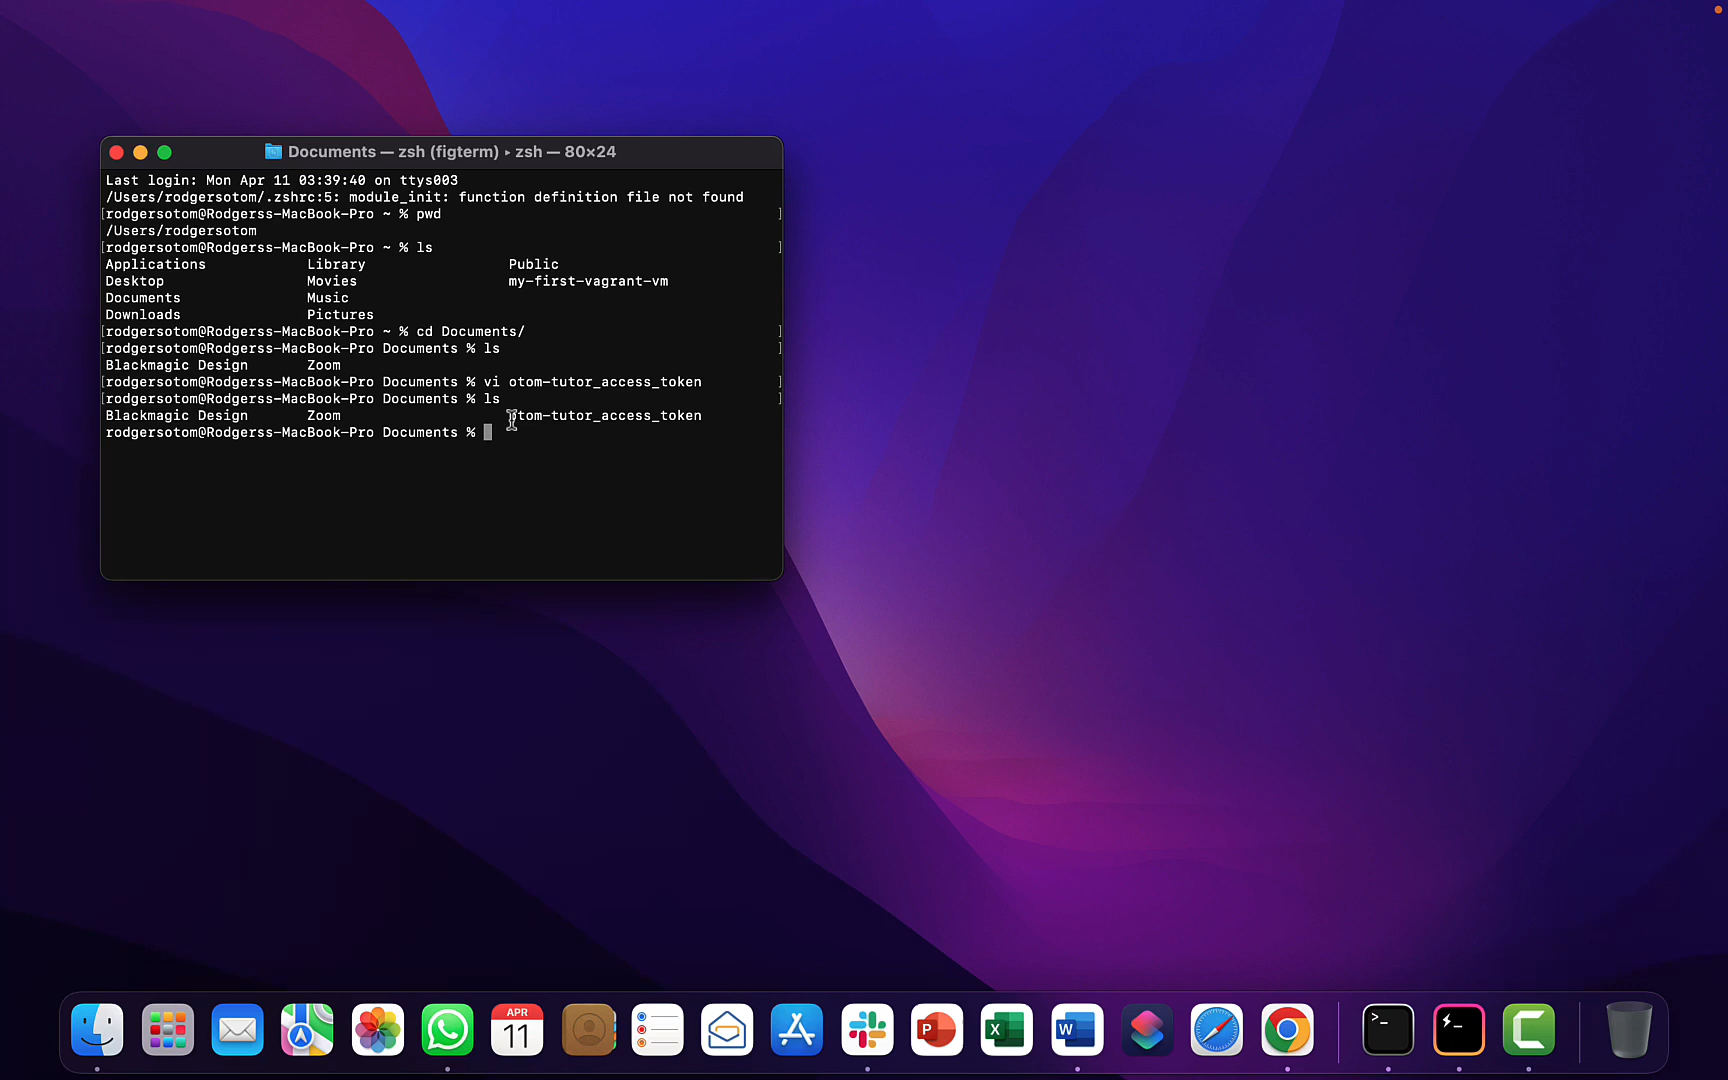 Documents — zsh (figterm) ▸ zsh — 80×24
Last login: Mon Apr 11 03:39:40 on ttys003
/Users/rodgersotom/.zshrc:5: module_init: function definition file not found
[rodgersotom@Rodgerss-MacBook-Pro ~ % pwd ]
/Users/rodgersotom
[rodgersotom@Rodgerss-MacBook-Pro ~ % ls ]
Applications Library Public
Desktop Movies my-first-vagrant-vm
Documents Music
Downloads Pictures
[rodgersotom@Rodgerss-MacBook-Pro ~ % cd Documents/ ]
[rodgersotom@Rodgerss-MacBook-Pro Documents % ls ]
Blackmagic Design Zoom
[rodgersotom@Rodgerss-MacBook-Pro Documents % vi otom-tutor_access_token ]
[rodgersotom@Rodgerss-MacBook-Pro Documents % ls ]
Blackmagic Design Zoom otom-tutor_access_token
rodgersotom@Rodgerss-MacBook-Pro Documents %
APR
11
P X W
>_